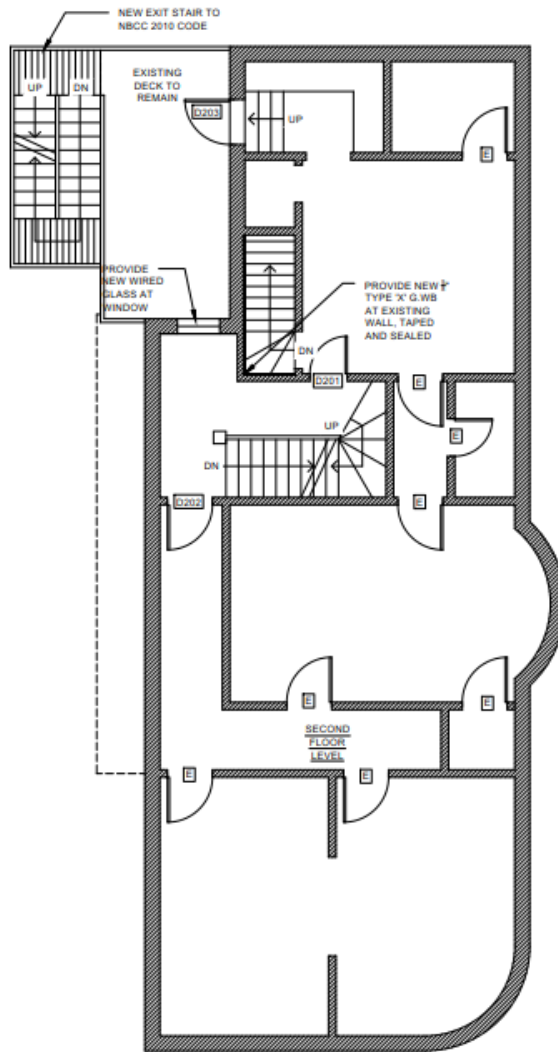 NEW EXIT STAIR TO
NBCC 2010 CODE
UP
DN
EXISTING
DECK TO
REMAIN
D203
UP
E
PROVIDE
NEW WIRED
GLASS AT
WINDOW
PROVIDE NEW
TYPE 'X' G.WB
AT EXISTING
WALL, TAPED
AND SEALED
DN
D201
E
UP
E
DN
D202
E
E
E
SECOND
FLOOR
LEVEL
E
E